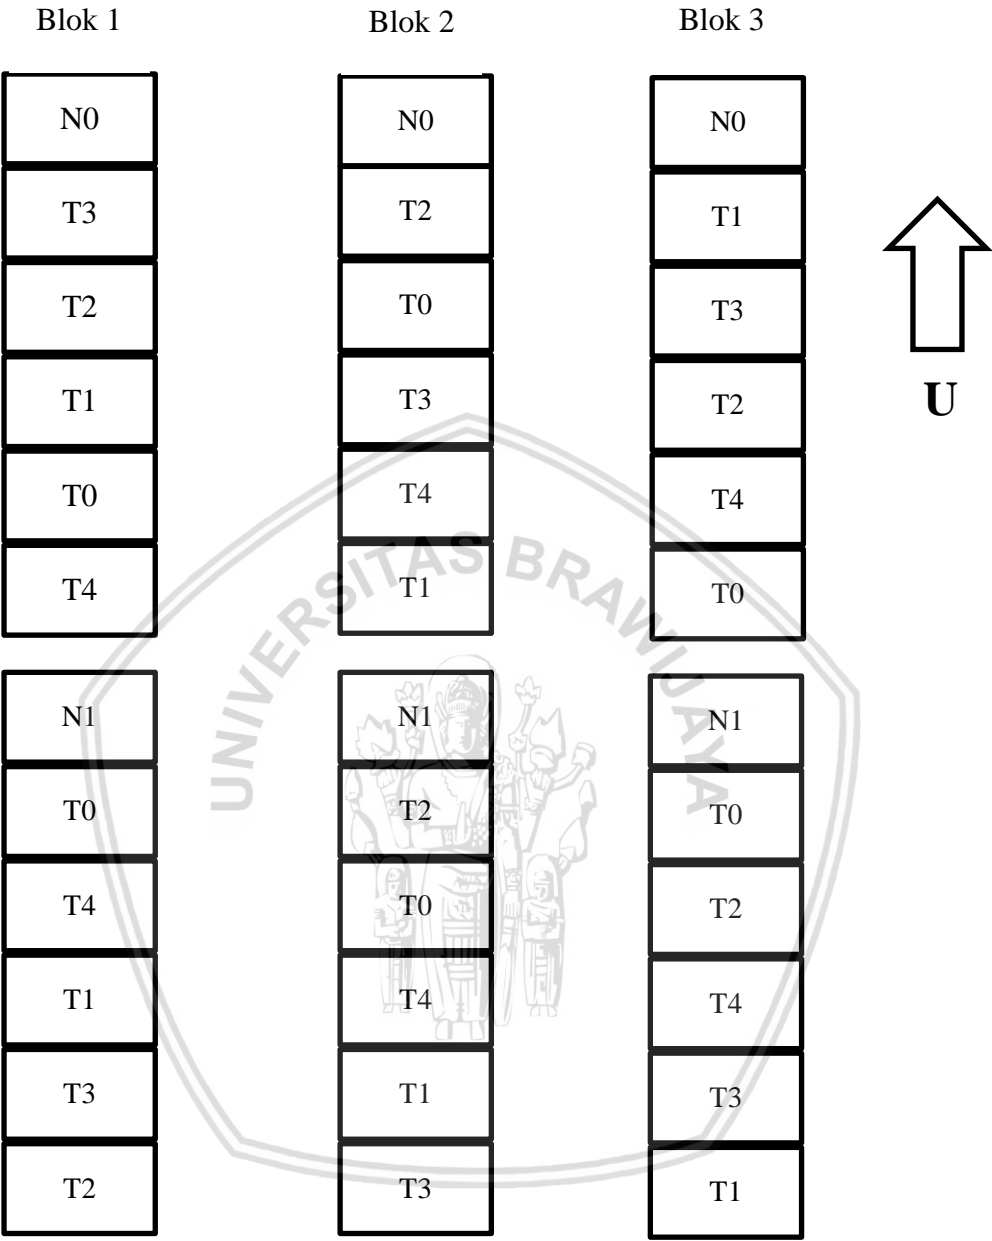 Blok 1 Blok 2 Blok 3
N0 N0 N0
T3 T2 T1
T2 T0 T3
T1 T3 T2
T0 T4 T4
T4 T1 T0
U
N1 N1 N1
T0 T2 T0
T4 T0 T2
T1 T4 T4
T3 T1 T3
T2 T3 T1
UNIVERSITAS BRAWIJAYA